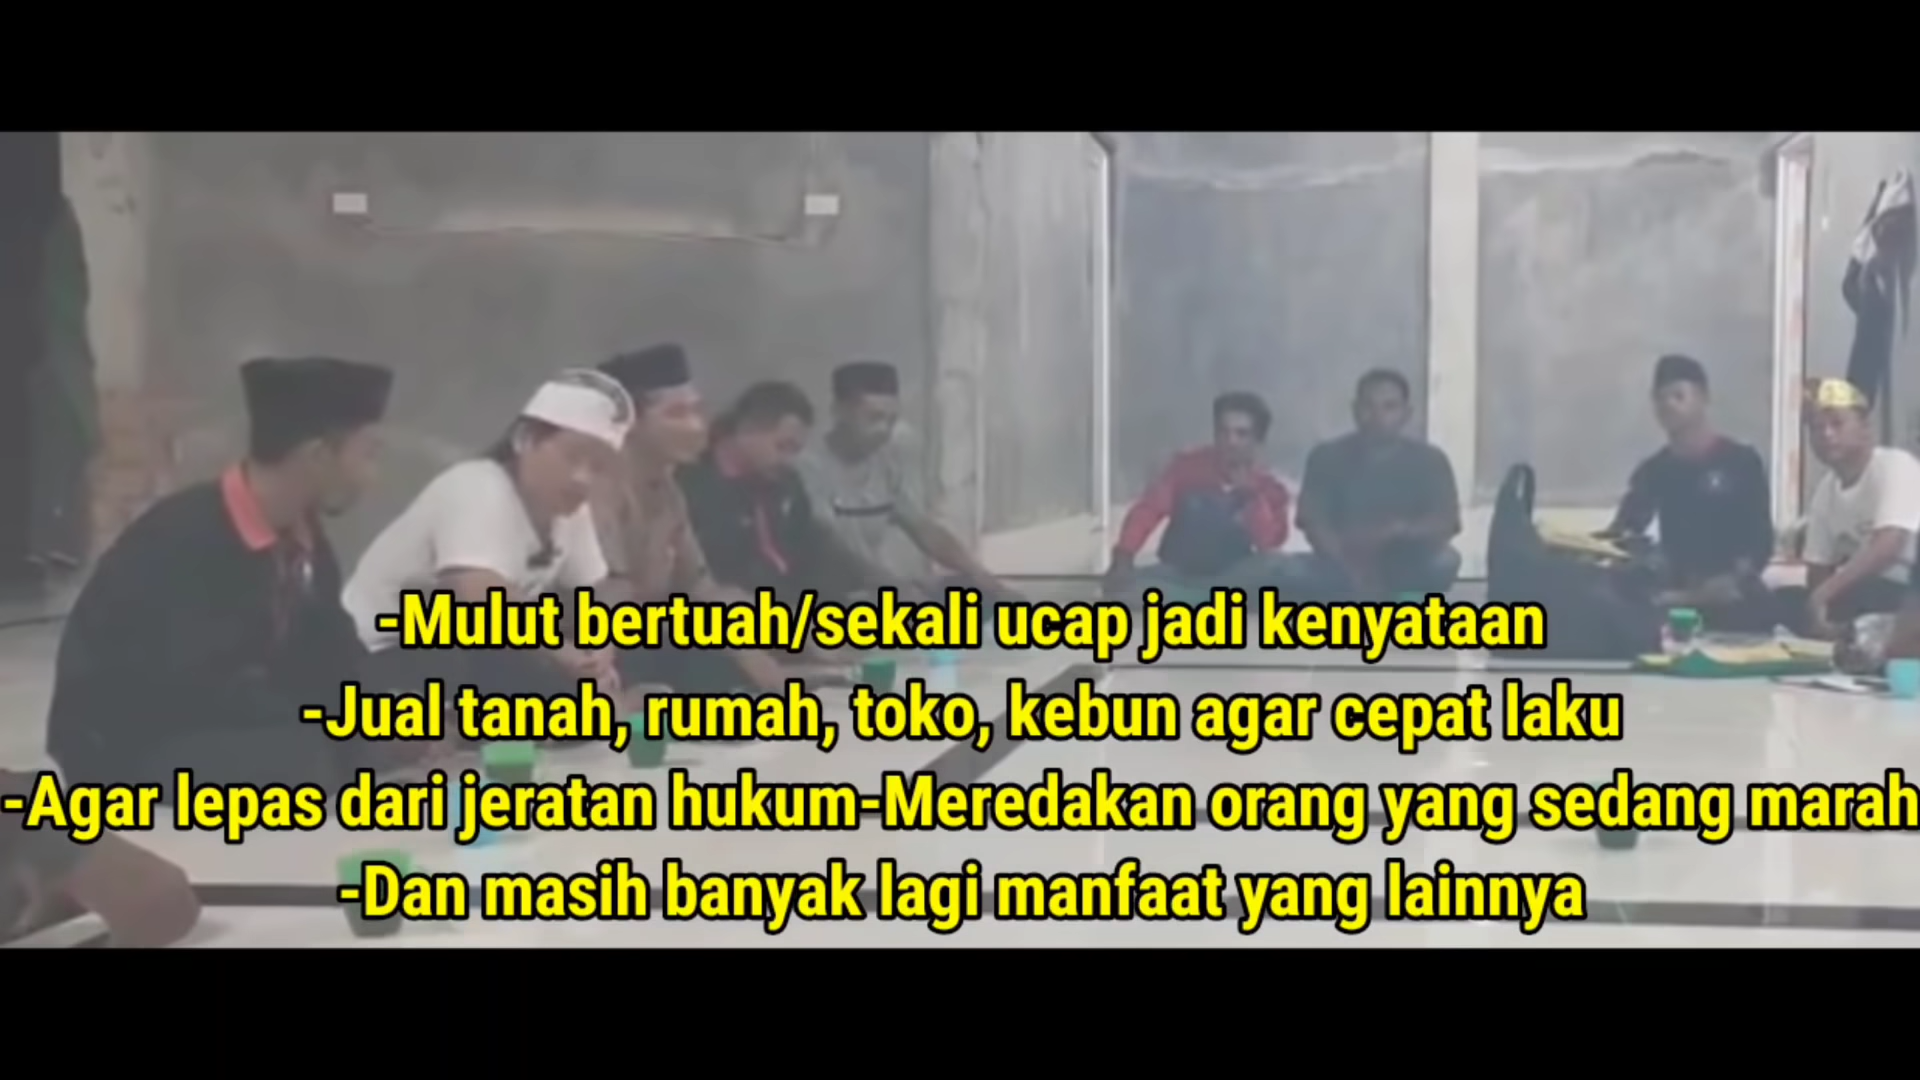 -Mulut bertuah/sekali ucap jadi kenyataan
-Jual tanah, rumah, toko, kebun agar cepat laku
-Agar lepas dari jeratan hukum-Meredakan orang yang sedang marah
-Dan masih banyak lagi manfaat yang lainnya